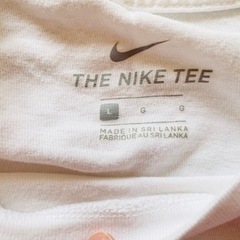 THE NIKE TEE
L G G
MADE IN SRI LANKA
FABRIQUÉ AU SRI LANKA